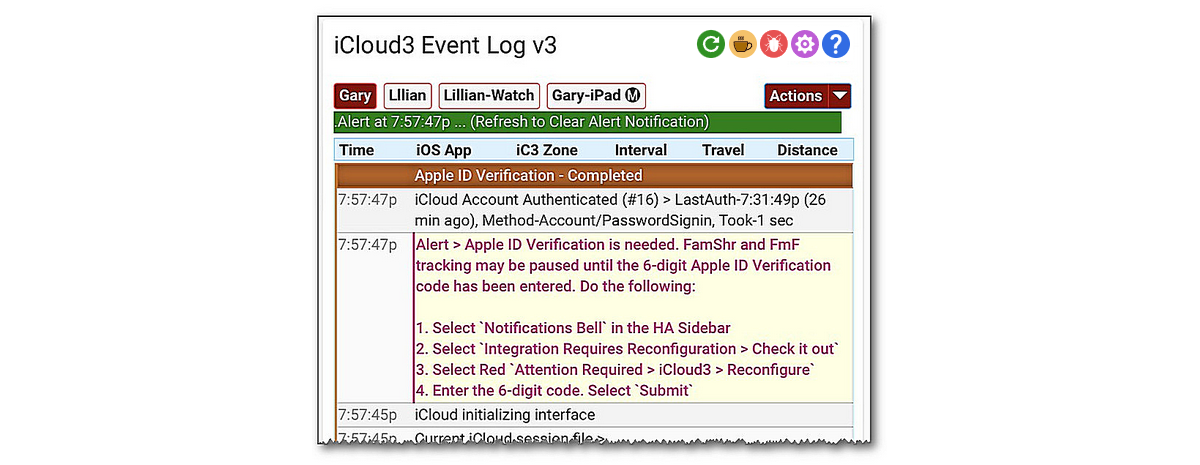 iCloud3 Event Log v3
?
Gary Lllian Lillian-Watch Gary-iPad M Actions
.Alert at 7:57:47p ... (Refresh to Clear Alert Notification)
Time iOS App iC3 Zone Interval Travel Distance
Apple ID Verification - Completed
7:57:47p iCloud Account Authenticated (#16) > LastAuth-7:31:49p (26
min ago), Method-Account/PasswordSignin, Took-1 sec
7:57:47p Alert > Apple ID Verification is needed. FamShr and FmF
tracking may be paused until the 6-digit Apple ID Verification
code has been entered. Do the following:
1. Select `Notifications Bell` in the HA Sidebar
2. Select `Integration Requires Reconfiguration > Check it out`
3. Select Red `Attention Required > iCloud3 > Reconfigure`
4. Enter the 6-digit code. Select `Submit`
7:57:45p iCloud initializing interface
7:57:45p Current iCloud session file >